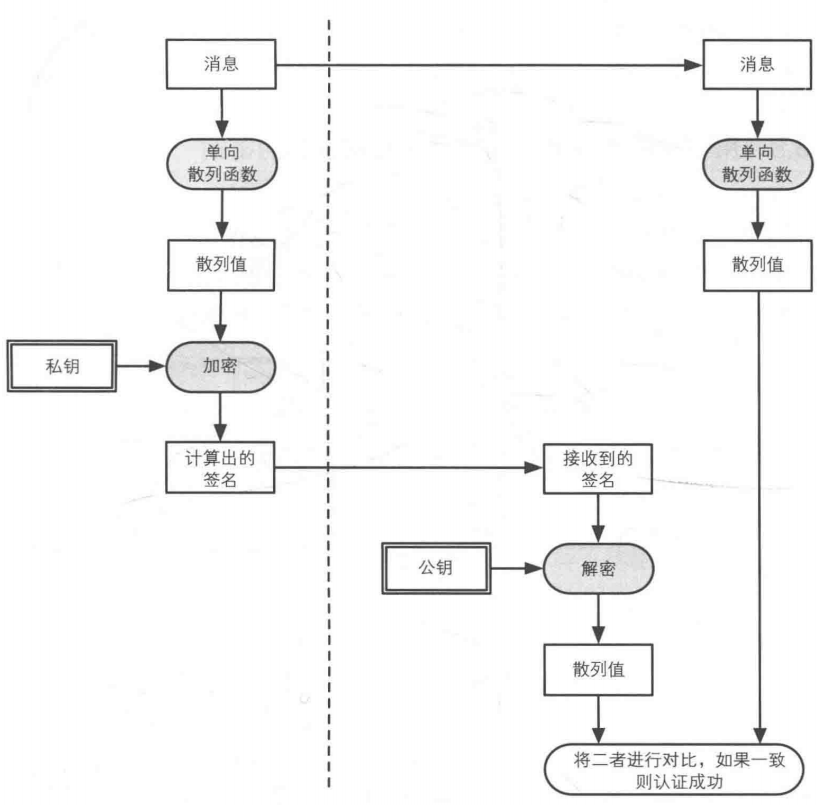 消息
消息
单向
散列函数
单向
散列函数
散列值
散列值
私钥
加密
计算出的
签名
接收到的
签名
公钥
解密
散列值
将二者进行对比，如果一致
则认证成功